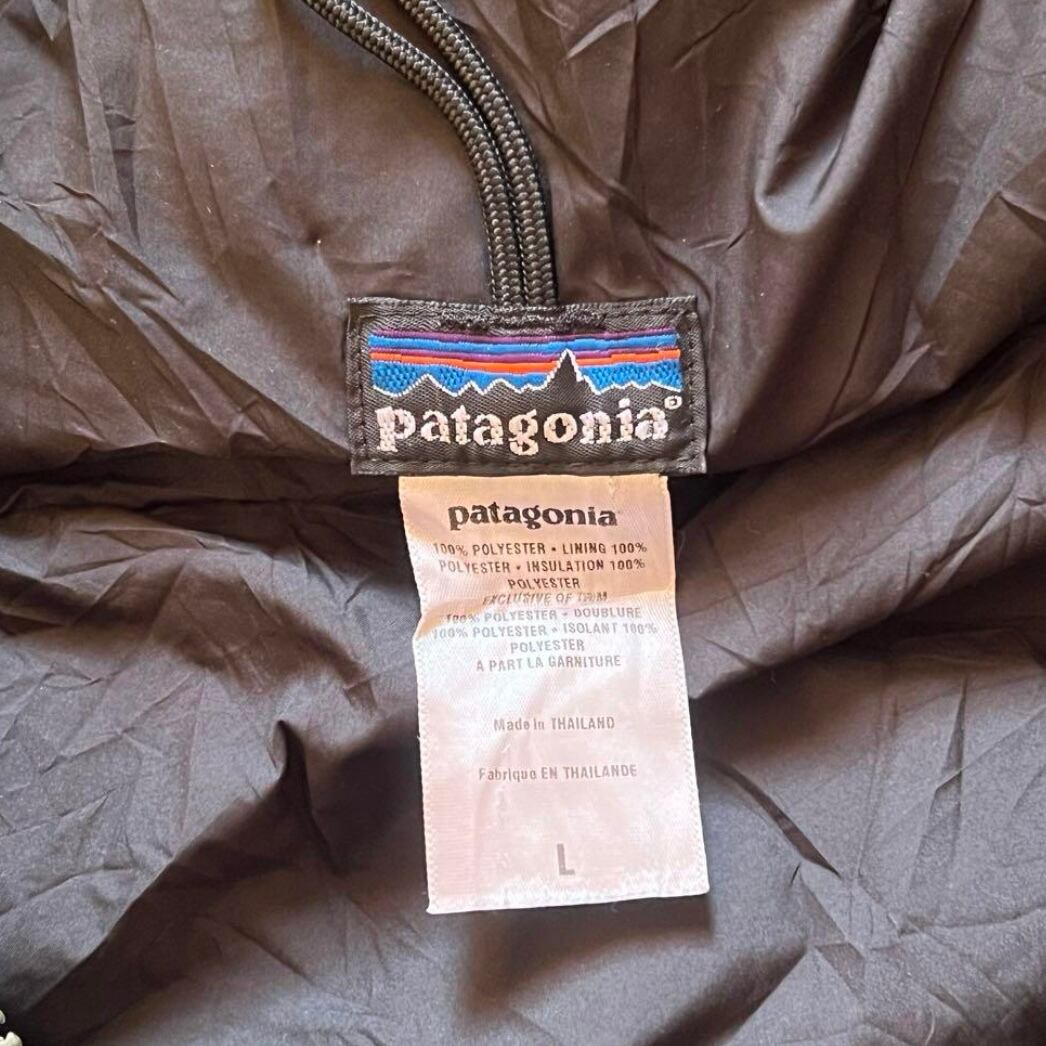 patagonia®
patagonia
100% POLYESTER • LINING 100%
POLYESTER • INSULATION 100%
POLYESTER
EXCLUSIVE OF TRIM
100% POLYESTER • DOUBLURE
100% POLYESTER • ISOLANT 100%
POLYESTER
A PART LA GARNITURE
Made in THAILAND
Fabrique EN THAILANDE
L